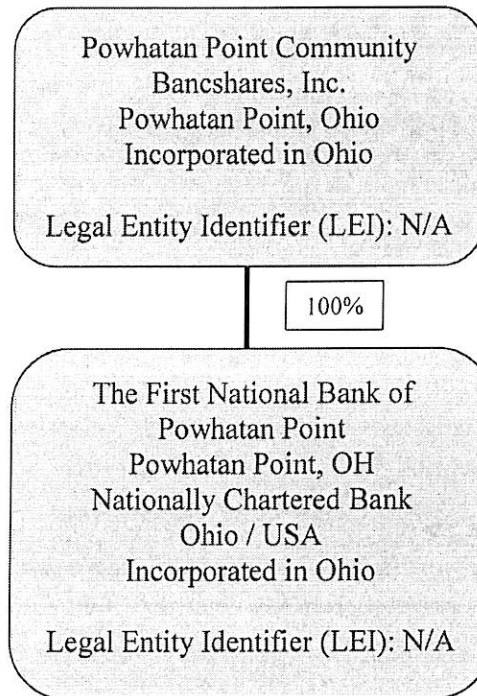 Powhatan Point Community
Bancshares, Inc.
Powhatan Point, Ohio
Incorporated in Ohio
Legal Entity Identifier (LEI): N/A
100%
The First National Bank of
Powhatan Point
Powhatan Point, OH
Nationally Chartered Bank
Ohio / USA
Incorporated in Ohio
Legal Entity Identifier (LEI): N/A